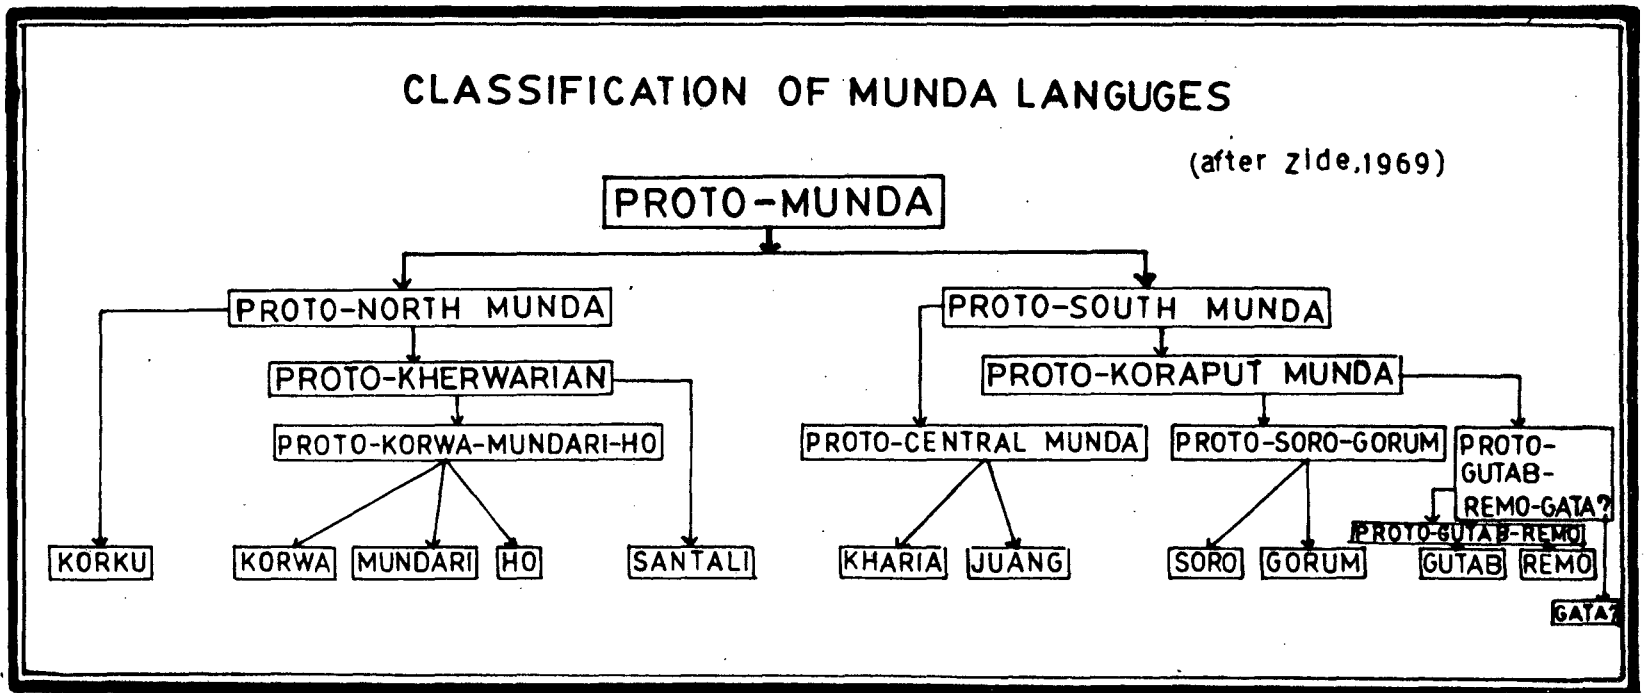 CLASSIFICATION OF MUNDA LANGUGES
(after Zide,1969)
PROTO-MUNDA
PROTO-NORTH MUNDA
PROTO-SOUTH MUNDA
PROTO-KHERWARIAN
PROTO-KORAPUT MUNDA
PROTO-KORWA-MUNDARI-HO
PROTO-CENTRAL MUNDA
PROTO-SORO-GORUM
PROTO-
GUTAB-
REMO-GATA?
PROTO-GUTAB-REMO
KORKU
KORWA
MUNDARI
HO
SANTALI
KHARIA
JUANG
SORO
GORUM
GUTAB
REMO
GATA?